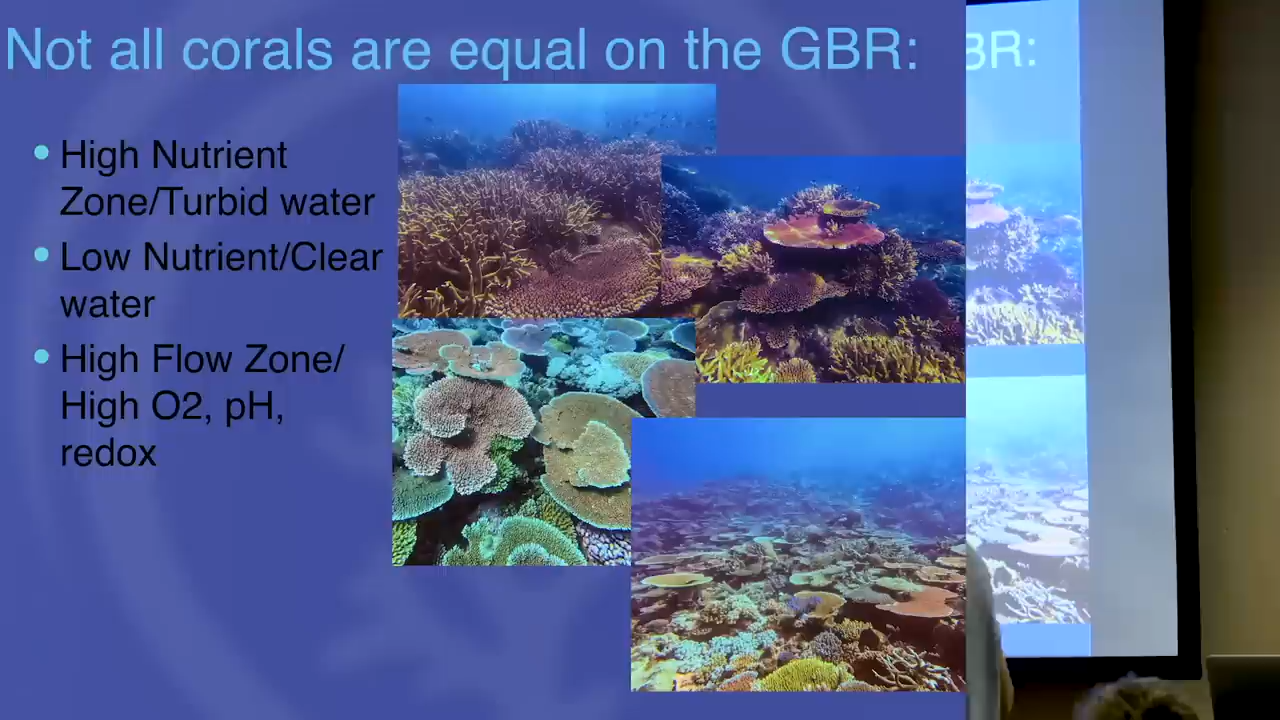 Not all corals are equal on the GBR:
BR:
High Nutrient
Zone/Turbid water
Low Nutrient/Clear
water
High Flow Zone/
High O2, pH,
redox